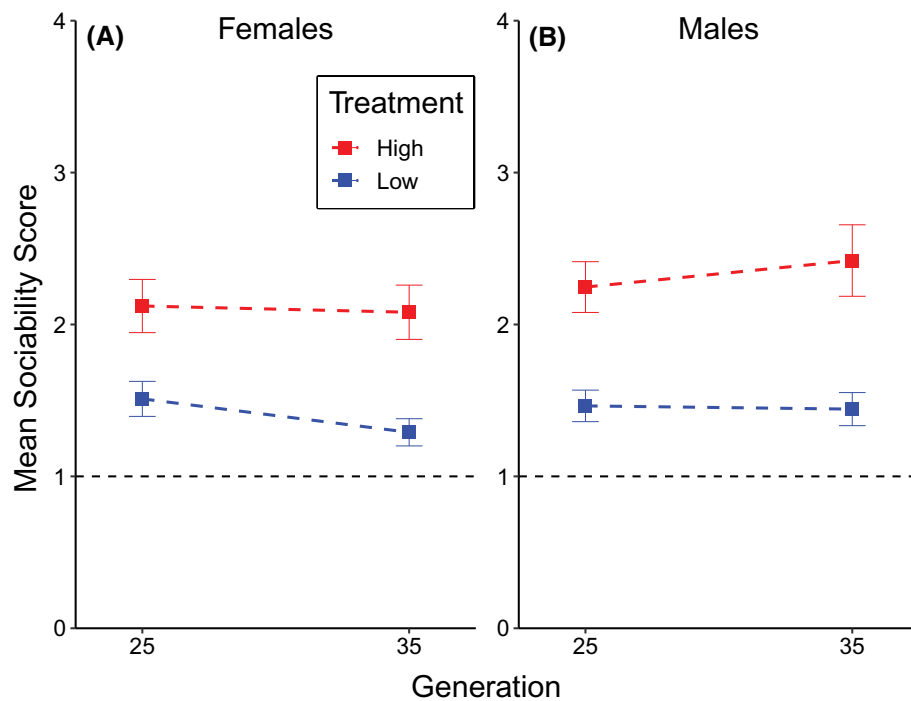 (A) Females
(B) Males
Treatment
High
Low
Mean Sociability Score
4
3
2
1
0
4
3
2
1
0
25 35
25 35
Generation